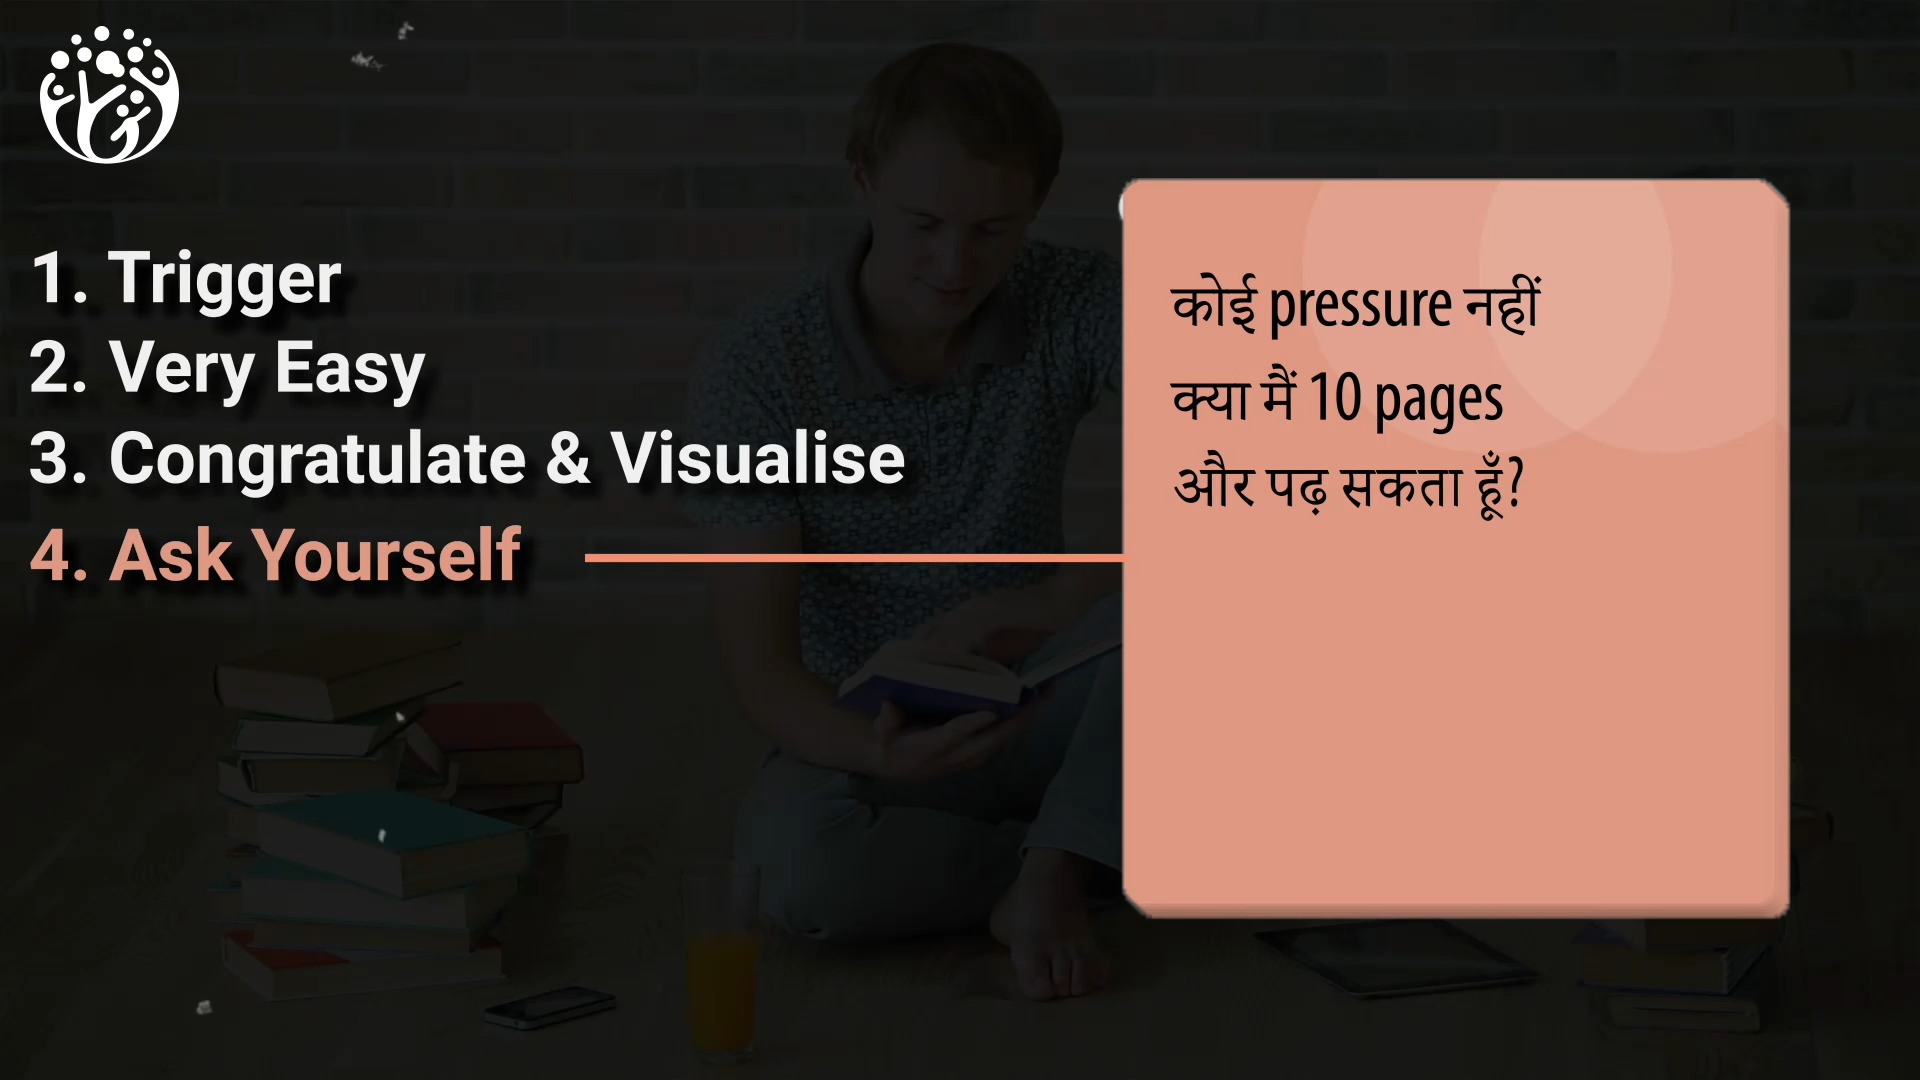 1. Trigger
2. Very Easy
3. Congratulate & Visualise
4. Ask Yourself
कोई pressure नहीं
क्या मैं 10 pages
और पढ़ सकता हूँ?